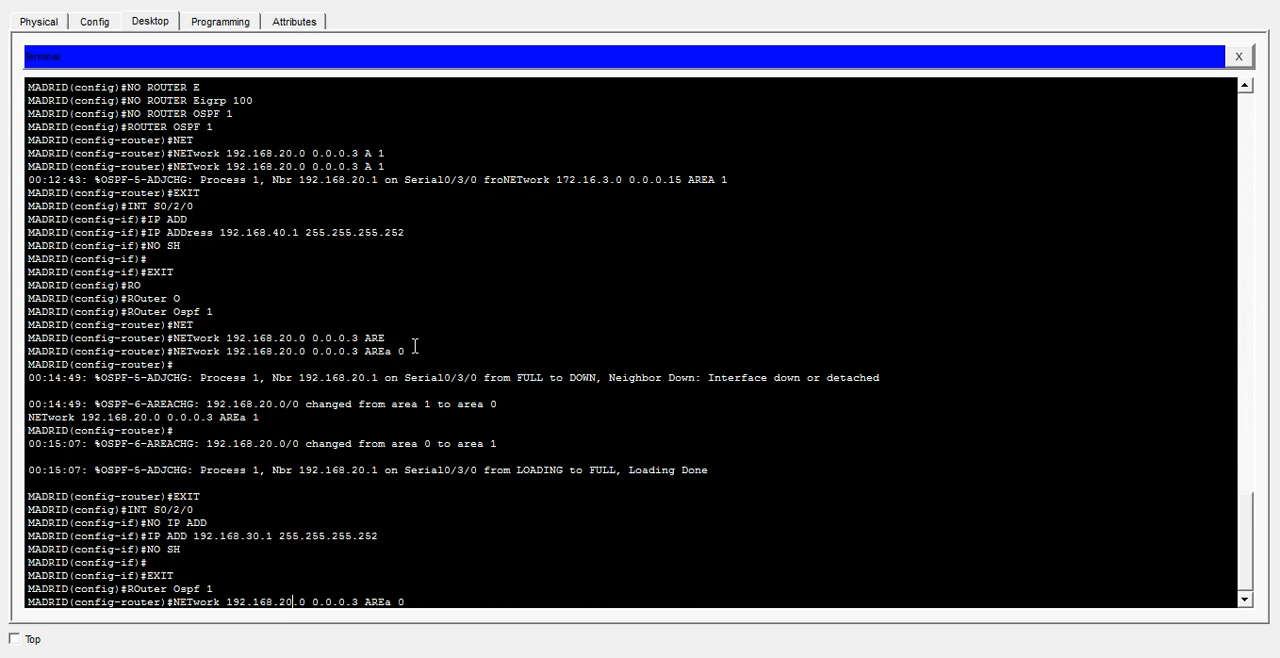 Physical Config Desktop Programming Attributes
Terminal
X
MADRID(config)#NO ROUTER E
MADRID(config)#NO ROUTER Eigrp 100
MADRID(config)#NO ROUTER OSPF 1
MADRID(config)#ROUTER OSPF 1
MADRID(config-router)#NET
MADRID(config-router)#NETwork 192.168.20.0 0.0.0.3 A 1
MADRID(config-router)#NETwork 192.168.20.0 0.0.0.3 A 1
00:12:43: %OSPF-5-ADJCHG: Process 1, Nbr 192.168.20.1 on Serial0/3/0 froNETwork 172.16.3.0 0.0.0.15 AREA 1
MADRID(config-router)#EXIT
MADRID(config)#INT S0/2/0
MADRID(config-if)#IP ADD
MADRID(config-if)#IP ADDress 192.168.40.1 255.255.255.252
MADRID(config-if)#NO SH
MADRID(config-if)#
MADRID(config-if)#EXIT
MADRID(config)#RO
MADRID(config)#ROuter O
MADRID(config)#ROuter Ospf 1
MADRID(config-router)#NET
MADRID(config-router)#NETwork 192.168.20.0 0.0.0.3 ARE
MADRID(config-router)#NETwork 192.168.20.0 0.0.0.3 AREa 0
MADRID(config-router)#
00:14:49: %OSPF-5-ADJCHG: Process 1, Nbr 192.168.20.1 on Serial0/3/0 from FULL to DOWN, Neighbor Down: Interface down or detached
00:14:49: %OSPF-6-AREACHG: 192.168.20.0/0 changed from area 1 to area 0
NETwork 192.168.20.0 0.0.0.3 AREa 1
MADRID(config-router)#
00:15:07: %OSPF-6-AREACHG: 192.168.20.0/0 changed from area 0 to area 1
00:15:07: %OSPF-5-ADJCHG: Process 1, Nbr 192.168.20.1 on Serial0/3/0 from LOADING to FULL, Loading Done
MADRID(config-router)#EXIT
MADRID(config)#INT S0/2/0
MADRID(config-if)#NO IP ADD
MADRID(config-if)#IP ADD 192.168.30.1 255.255.255.252
MADRID(config-if)#NO SH
MADRID(config-if)#
MADRID(config-if)#EXIT
MADRID(config)#ROuter Ospf 1
MADRID(config-router)#NETwork 192.168.20.0 0.0.0.3 AREa 0
Top